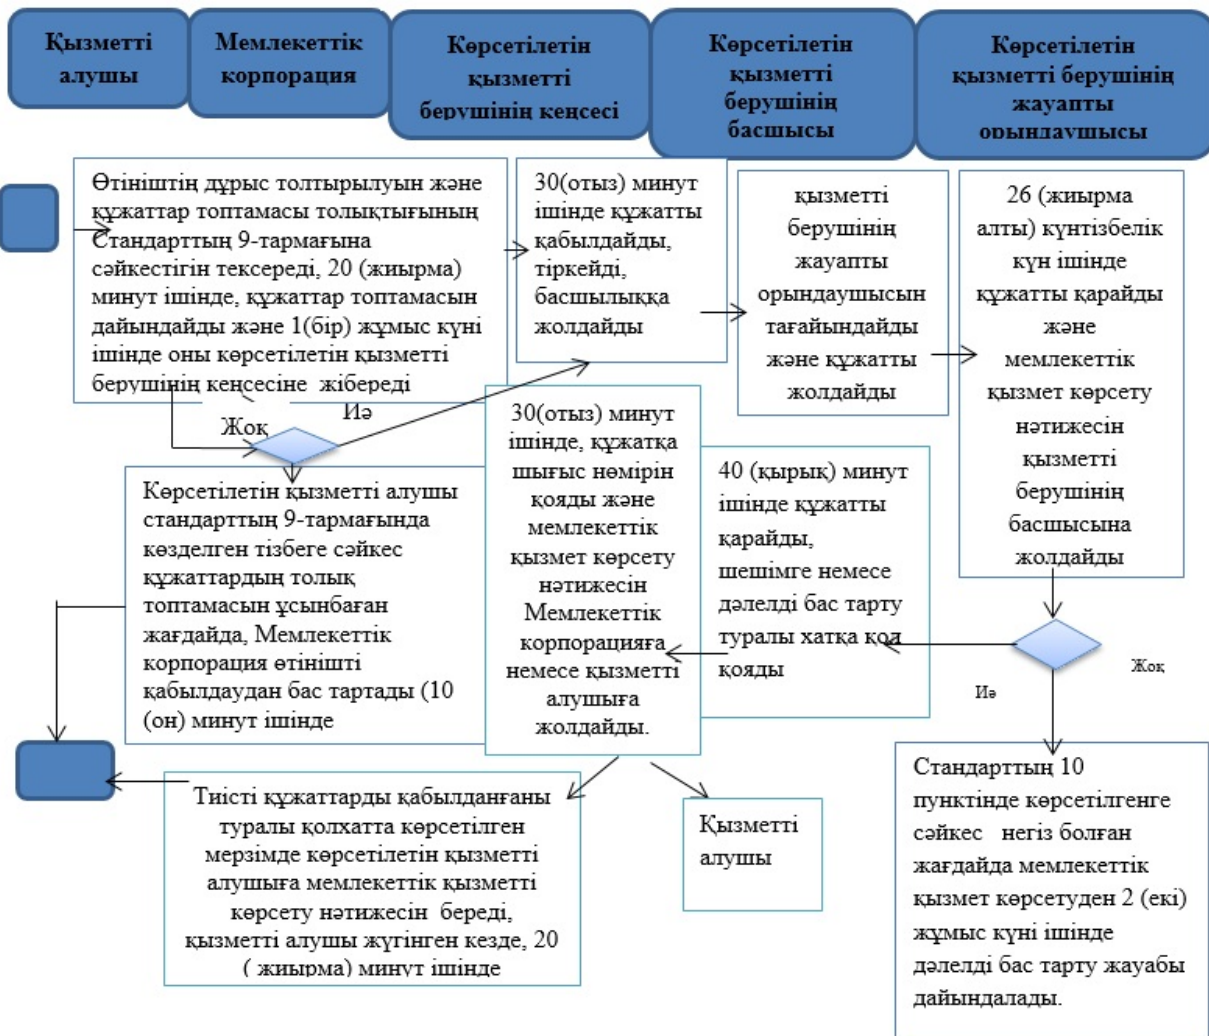 Қызметті
алушы
Мемлекеттік
корпорация
Көрсетілетін
қызметті
берушінің кеңсесі
Көрсетілетін
қызметті
берушінің
басшысы
Көрсетілетін
қызметті берушінің
жауапты
орындаушысы
Өтініштің дұрыс толтырылуын және
құжаттар топтамасы толықтығының
Стандарттың 9-тармағына
сәйкестігін тексереді, 20 (жиырма)
минут ішінде, құжаттар топтамасын
дайындайды және 1(бір) жұмыс күні
ішінде оны көрсетілетін қызметті
берушінің кеңсесіне жібереді
30(отыз) минут
ішінде құжатты
қабылдайды,
тіркейді,
басшылыққа
жолдайды
қызметті
берушінің
жауапты
орындаушысын
тағайындайды
және құжатты
жолдайды
26 (жиырма
алты) күнтізбелік
күн ішінде
құжатты қарайды
және
мемлекеттік
қызмет көрсету
нәтижесін
қызметті
берушінің
басшысына
жолдайды
Жоқ
Иә
Көрсетілетін қызметті алушы
стандарттың 9-тармағында
көзделген тізбеге сәйкес
құжаттардың толық
топтамасын ұсынбаған
жағдайда, Мемлекеттік
корпорация өтінішті
қабылдаудан бас тартады (10
(он) минут ішінде
30(отыз) минут
ішінде, құжатқа
шығыс нөмірін
қояды және
мемлекеттік
қызмет көрсету
нәтижесін
Мемлекеттік
корпорацияға
немесе қызметті
алушыға
жолдайды.
40 (қырық) минут
ішінде құжатты
қарайды,
шешімге немесе
дәлелді бас тарту
туралы хатқа қол
қояды
Жоқ
Иә
Тиісті құжаттарды қабылданғаны
туралы қолхатта көрсетілген
мерзімде көрсетілетін қызметті
алушыға мемлекеттік қызметті
көрсету нәтижесін береді,
қызметті алушы жүгінген кезде, 20
( жиырма) минут ішінде
Қызметті
алушы
Стандарттың 10
пунктінде көрсетілгенге
сәйкес негіз болған
жағдайда мемлекеттік
қызмет көрсетуден 2 (екі)
жұмыс күні ішінде
дәлелді бас тарту жауабы
дайындалады.